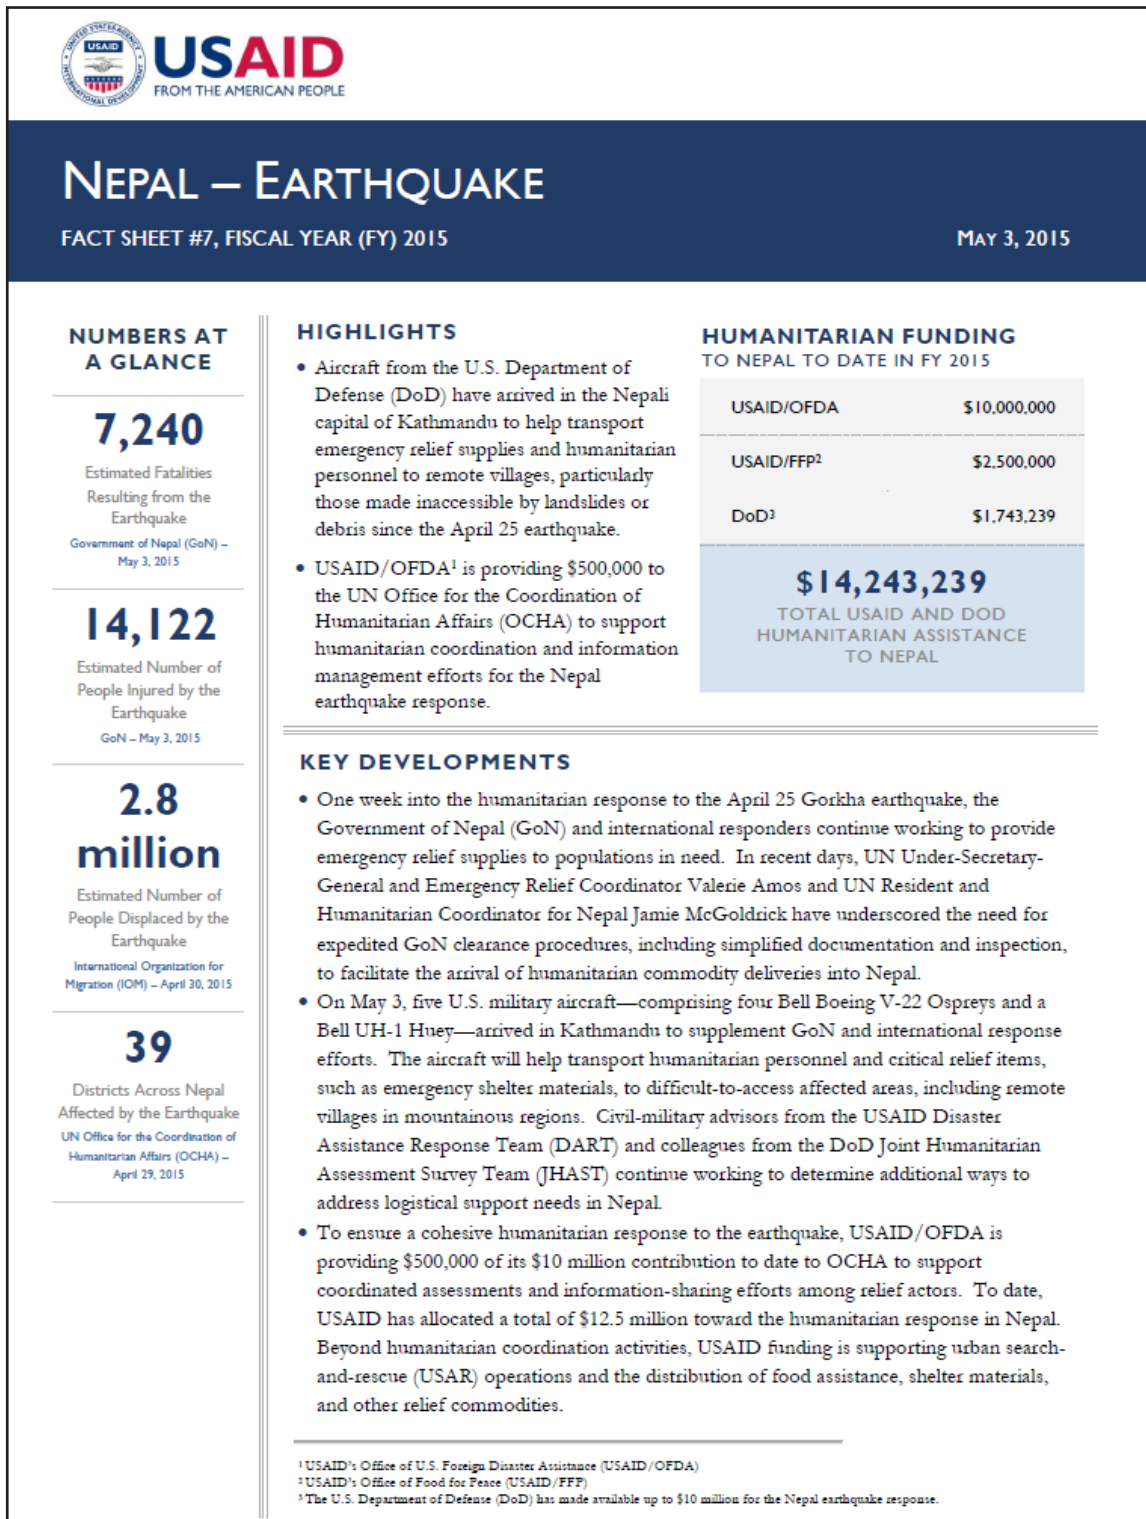 UNITED STATES AGENCY
USAID
INTERNATIONAL DEVELOPMENT
USAID
FROM THE AMERICAN PEOPLE
NEPAL – EARTHQUAKE
FACT SHEET #7, FISCAL YEAR (FY) 2015
MAY 3, 2015
NUMBERS AT
A GLANCE
7,240
Estimated Fatalities
Resulting from the
Earthquake
Government of Nepal (GoN) –
May 3, 2015
14,122
Estimated Number of
People Injured by the
Earthquake
GoN – May 3, 2015
2.8
million
Estimated Number of
People Displaced by the
Earthquake
International Organization for
Migration (IOM) – April 30, 2015
39
Districts Across Nepal
Affected by the Earthquake
UN Office for the Coordination of
Humanitarian Affairs (OCHA) –
April 29, 2015
HIGHLIGHTS
• Aircraft from the U.S. Department of
Defense (DoD) have arrived in the Nepali
capital of Kathmandu to help transport
emergency relief supplies and humanitarian
personnel to remote villages, particularly
those made inaccessible by landslides or
debris since the April 25 earthquake.
• USAID/OFDA¹ is providing $500,000 to
the UN Office for the Coordination of
Humanitarian Affairs (OCHA) to support
humanitarian coordination and information
management efforts for the Nepal
earthquake response.
HUMANITARIAN FUNDING
TO NEPAL TO DATE IN FY 2015
USAID/OFDA $10,000,000
USAID/FFP² $2,500,000
DoD³ $1,743,239
$14,243,239
TOTAL USAID AND DOD
HUMANITARIAN ASSISTANCE
TO NEPAL
KEY DEVELOPMENTS
• One week into the humanitarian response to the April 25 Gorkha earthquake, the
Government of Nepal (GoN) and international responders continue working to provide
emergency relief supplies to populations in need. In recent days, UN Under-Secretary-
General and Emergency Relief Coordinator Valerie Amos and UN Resident and
Humanitarian Coordinator for Nepal Jamie McGoldrick have underscored the need for
expedited GoN clearance procedures, including simplified documentation and inspection,
to facilitate the arrival of humanitarian commodity deliveries into Nepal.
• On May 3, five U.S. military aircraft—comprising four Bell Boeing V-22 Ospreys and a
Bell UH-1 Huey—arrived in Kathmandu to supplement GoN and international response
efforts. The aircraft will help transport humanitarian personnel and critical relief items,
such as emergency shelter materials, to difficult-to-access affected areas, including remote
villages in mountainous regions. Civil-military advisors from the USAID Disaster
Assistance Response Team (DART) and colleagues from the DoD Joint Humanitarian
Assessment Survey Team (JHAST) continue working to determine additional ways to
address logistical support needs in Nepal.
• To ensure a cohesive humanitarian response to the earthquake, USAID/OFDA is
providing $500,000 of its $10 million contribution to date to OCHA to support
coordinated assessments and information-sharing efforts among relief actors. To date,
USAID has allocated a total of $12.5 million toward the humanitarian response in Nepal.
Beyond humanitarian coordination activities, USAID funding is supporting urban search-
and-rescue (USAR) operations and the distribution of food assistance, shelter materials,
and other relief commodities.
¹ USAID's Office of U.S. Foreign Disaster Assistance (USAID/OFDA)
² USAID's Office of Food for Peace (USAID/FFP)
³ The U.S. Department of Defense (DoD) has made available up to $10 million for the Nepal earthquake response.